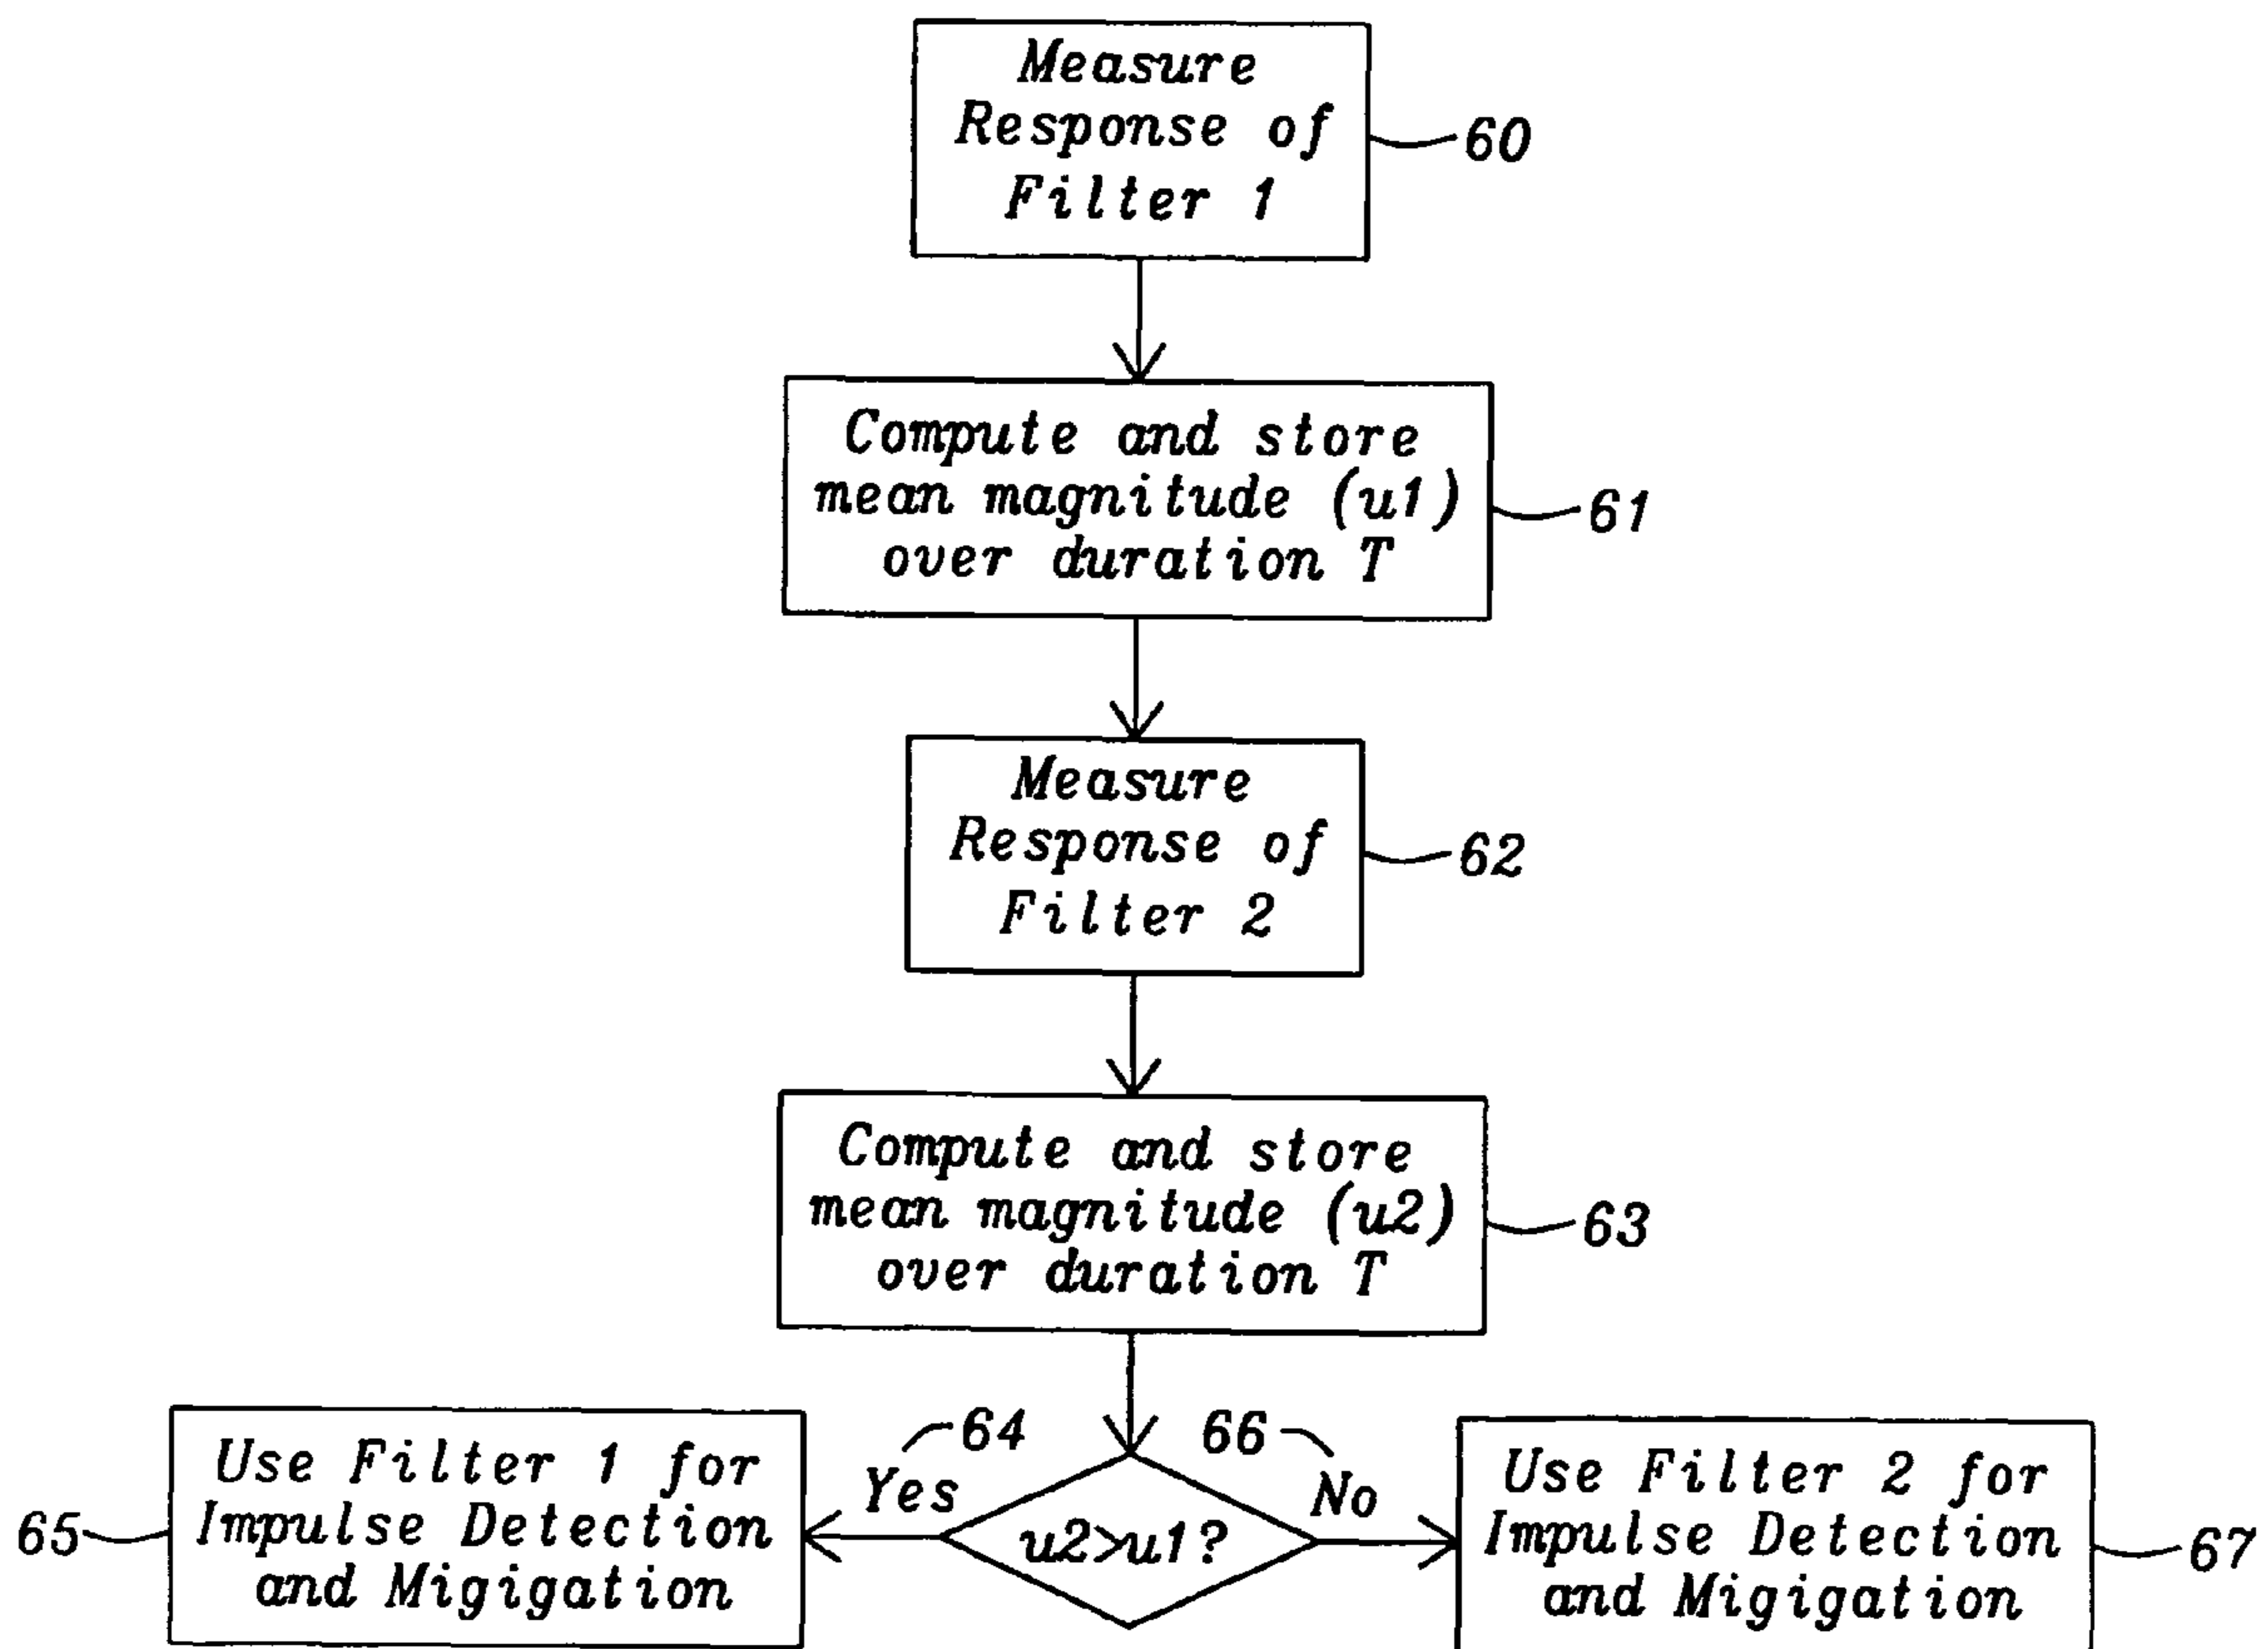 Measure
Response of
Filter 1
60
Compute and store
mean magnitude (u1)
over duration T
61
Measure
Response of
Filter 2
62
Compute and store
mean magnitude (u2)
over duration T
63
64
66
Yes
No
Use Filter 1 for
Impulse Detection
and Migigation
65
u2>u1?
Use Filter 2 for
Impulse Detection
and Migigation
67